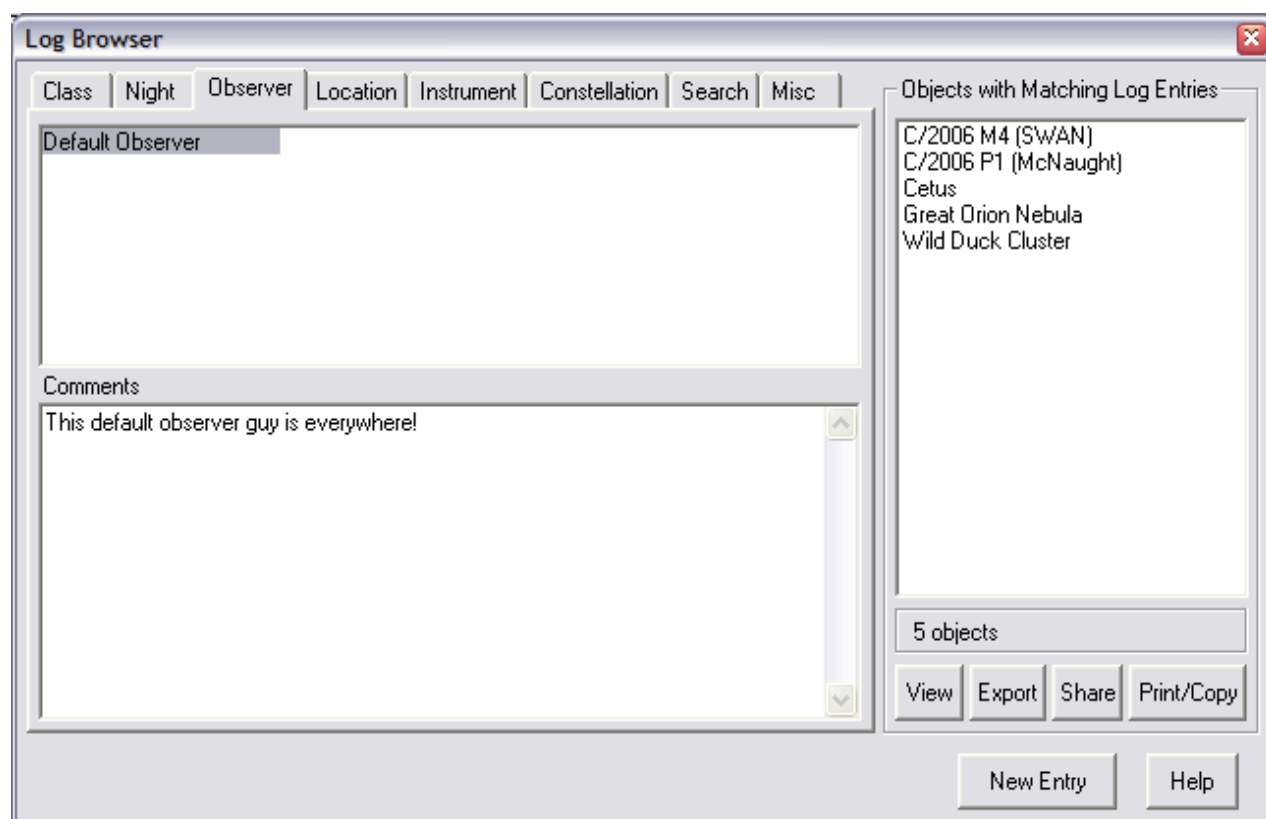 Log Browser
Class Night Observer Location Instrument Constellation Search Misc
Default Observer
Comments
This default observer guy is everywhere!
Objects with Matching Log Entries
C/2006 M4 (SWAN)
C/2006 P1 (McNaught)
Cetus
Great Orion Nebula
Wild Duck Cluster
5 objects
View Export Share Print/Copy
New Entry Help